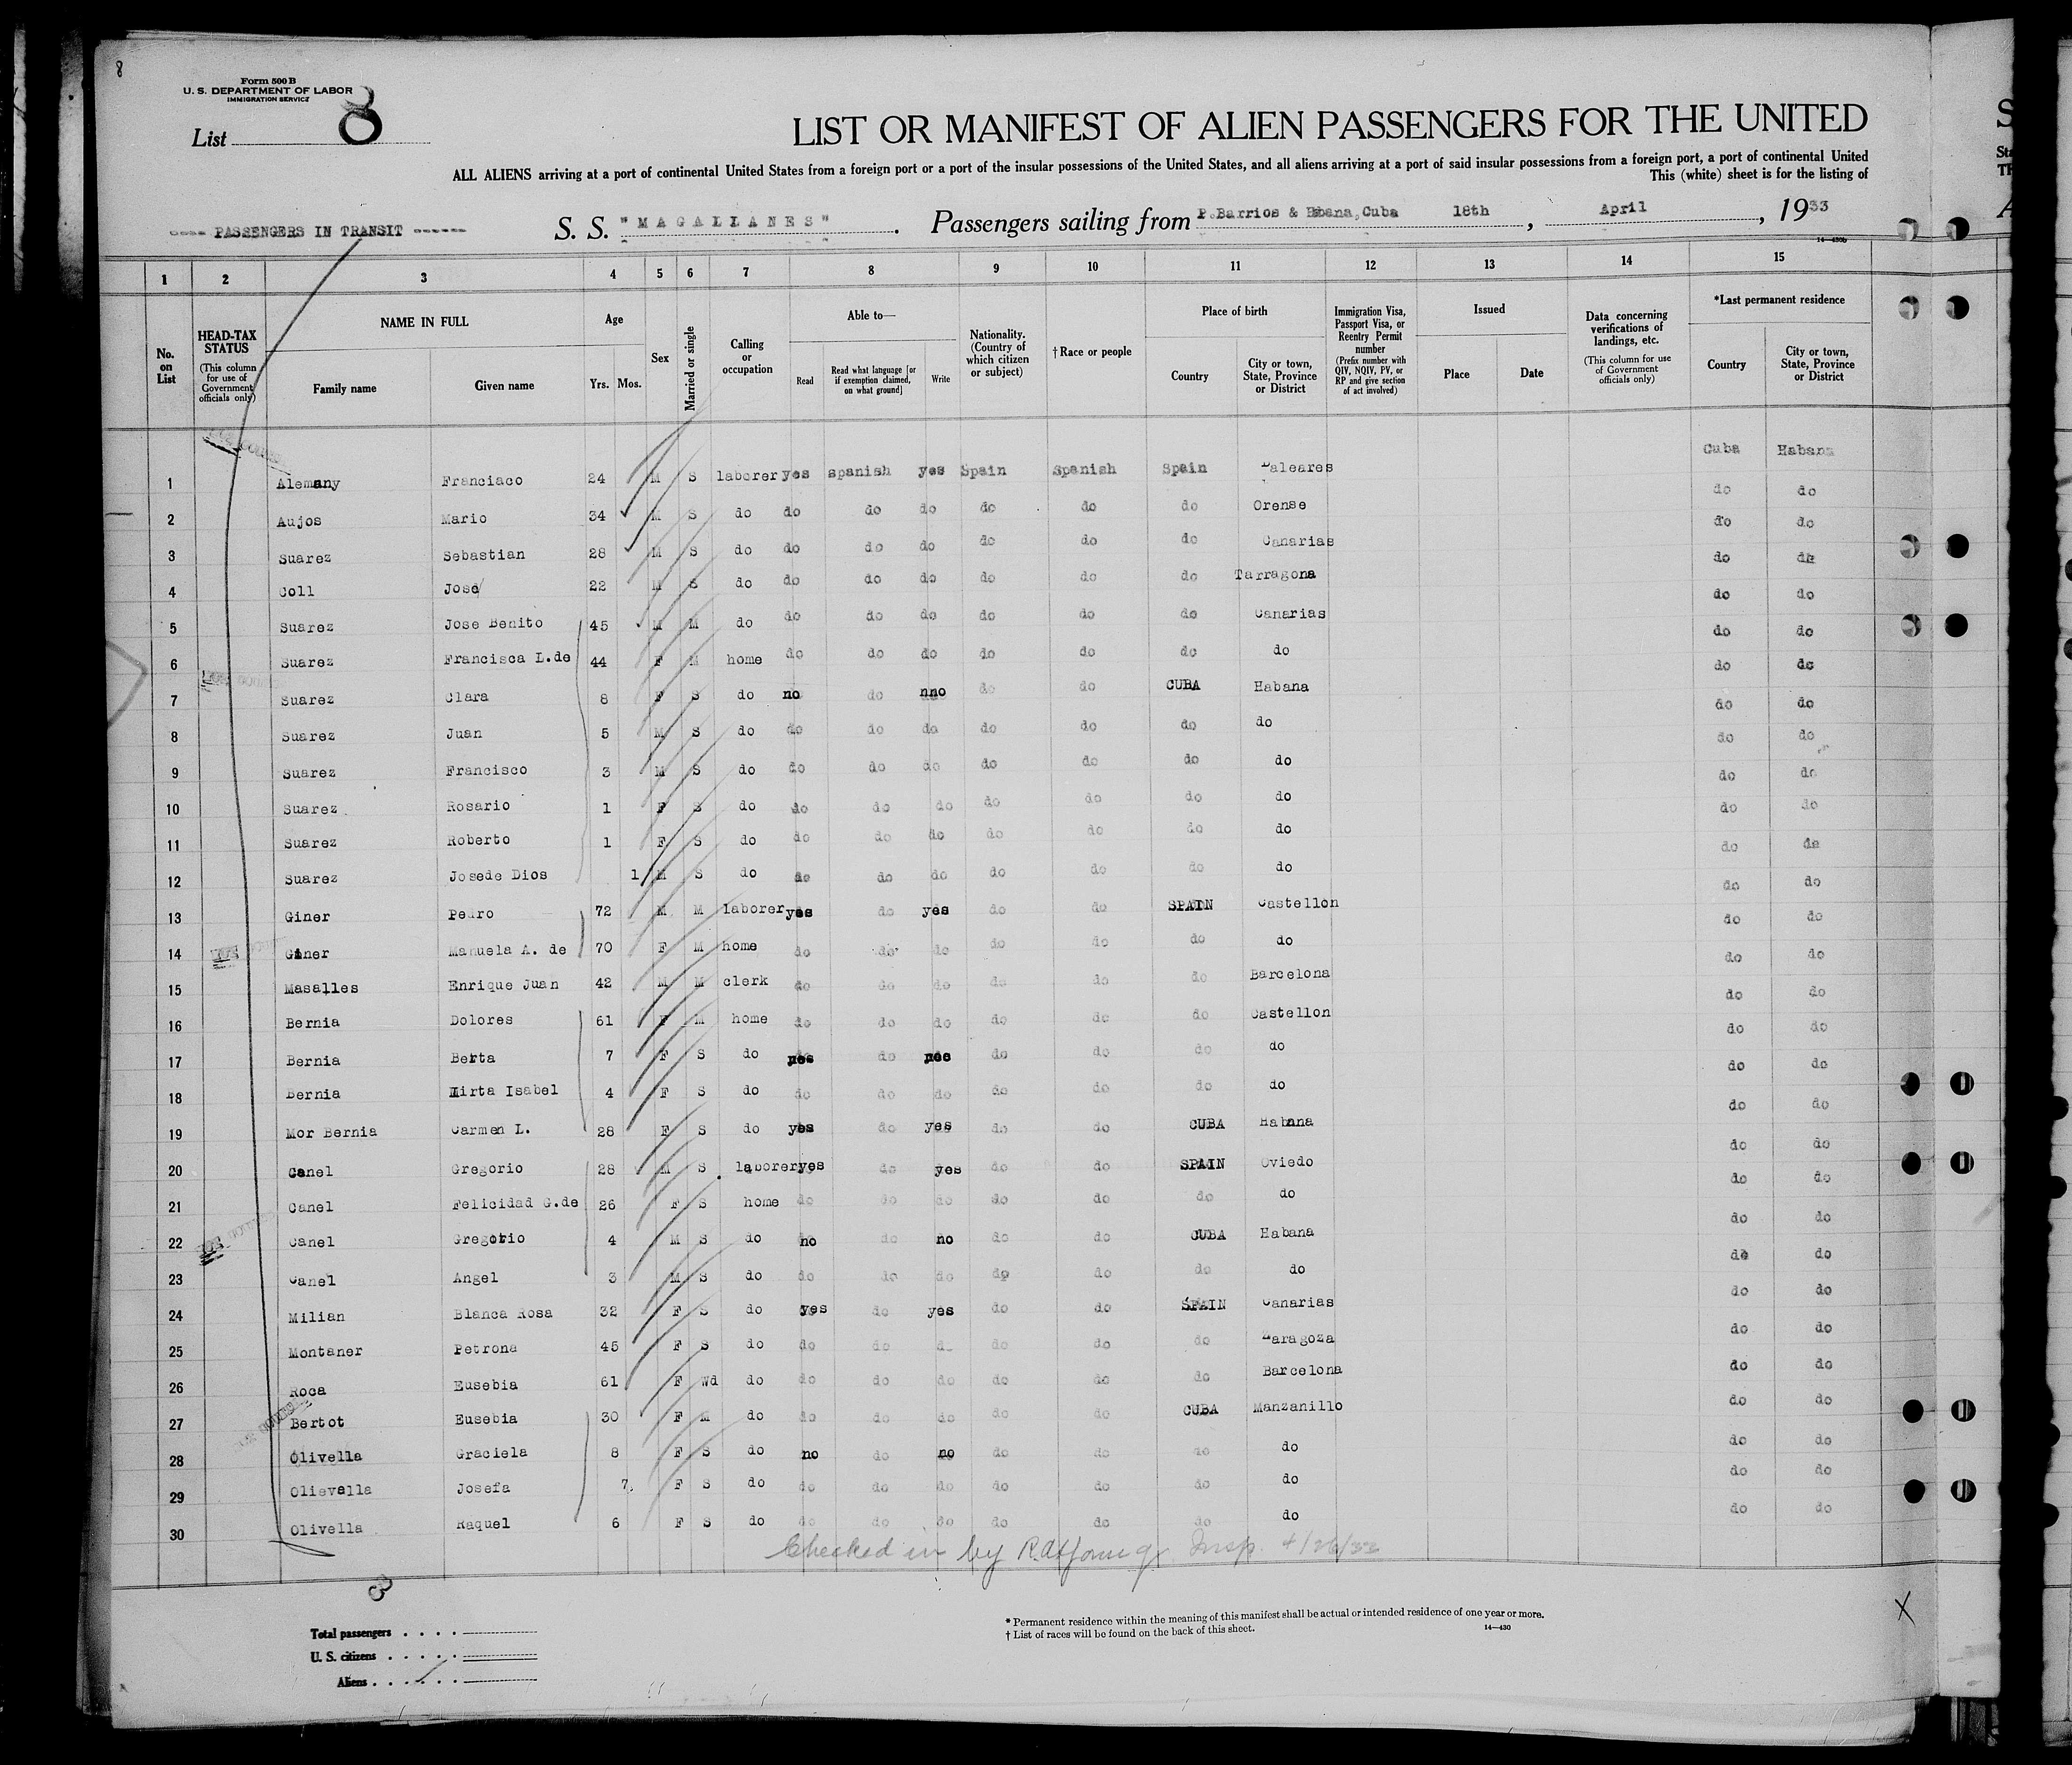 8
Form 500 B
U. S. DEPARTMENT OF LABOR
IMMIGRATION SERVICE
List 8
LIST OR MANIFEST OF ALIEN PASSENGERS FOR THE UNITED
ALL ALIENS arriving at a port of continental United States from a foreign port or a port of the insular possessions of the United States, and all aliens arriving at a port of said insular possessions from a foreign port, a port of continental United
This (white) sheet is for the listing of
---- PASSENGERS IN TRANSIT ------ S. S. "MAGALLANES". Passengers sailing from P.Barrios & Habana,Cuba 18th, April, 1933
14—430b
1 2 3 4 5 6 7 8 9 10 11 12 13 14 15
No. on List
HEAD-TAX STATUS
(This column for use of Government officials only)
NAME IN FULL
Family name Given name
Age
Yrs. Mos.
Sex
Married or single
Calling or occupation
Able to—
Read
Read what language [or if exemption claimed, on what ground]
Write
Nationality. (Country of which citizen or subject)
†Race or people
Place of birth
Country
City or town, State, Province or District
Immigration Visa, Passport Visa, or Reentry Permit number
(Prefix number with QIV, NQIV, PV, or RP and give section of act involved)
Issued
Place Date
Data concerning verifications of landings, etc.
(This column for use of Government officials only)
*Last permanent residence
Country
City or town, State, Province or District
1 Alemany Franciaco 24 M S laborer yes spanish yes Spain Spanish Spain Baleares Cuba Habana
2 Aujos Mario 34 M S do do do do do do do Orense do do
3 Suarez Sebastian 28 M S do do do do do do do Canarias do do
4 Coll José 22 M S do do do do do do do Tarragona do do
5 Suarez Jose Benito 45 M M do do do do do do do Canarias do do
6 Suarez Francisca L.de 44 F M home do do do do do do do do do
7 Suarez Clara 8 F S do no do nno do do CUBA Habana do do
8 Suarez Juan 5 M S do do do do do do do do do do
9 Suarez Francisco 3 M S do do do do do do do do do do
10 Suarez Rosario 1 F S do do do do do do do do do do
11 Suarez Roberto 1 F S do do do do do do do do do do
12 Suarez Josede Dios 1 M S do do do do do do do do do do
13 Giner Pedro 72 M M laborer yes do yes do do SPAIN Castellon do do
14 Giner Manuela A. de 70 F M home do do do do do do do do do
15 Masalles Enrique Juan 42 M M clerk do do do do do do Barcelona do do
16 Bernia Dolores 61 F M home do do do do do do Castellon do do
17 Bernia Berta 7 F S do do do do do do do do
18 Bernia Mirta Isabel 4 F S do do do do do do do do do do
19 Mor Bernia Carmen L. 28 F S do yes do yes do do CUBA Habana do do
20 Canel Gregorio 28 M S laborer yes do yes do do SPAIN Oviedo do do
21 Canel Felicidad G.de 26 F S home do do do do do do do do do
22 Canel Gregorio 4 M S do no do no do do CUBA Habana do do
23 Canel Angel 3 M S do do do do do do do do do do
24 Milian Blanca Rosa 32 F S do yes do yes do do SPAIN Canarias do do
25 Montaner Petrona 45 F S do do do do do do do Zaragoza do do
26 Roca Eusebia 61 F Wd do do do do do do do Barcelona do do
27 Bertot Eusebia 30 F M do do do do do do CUBA Manzanillo do do
28 Olivella Graciela 8 F S do no do no do do do do do do
29 Olievalla Josefa 7 F S do do do do do do do do do do
30 Olivella Raquel 6 F S do do do do do do do do do do
Checked in by Insp. 4/26/33
Total passengers
U. S. citizens
Aliens
* Permanent residence within the meaning of this manifest shall be actual or intended residence of one year or more.
† List of races will be found on the back of this sheet.
14—430
X